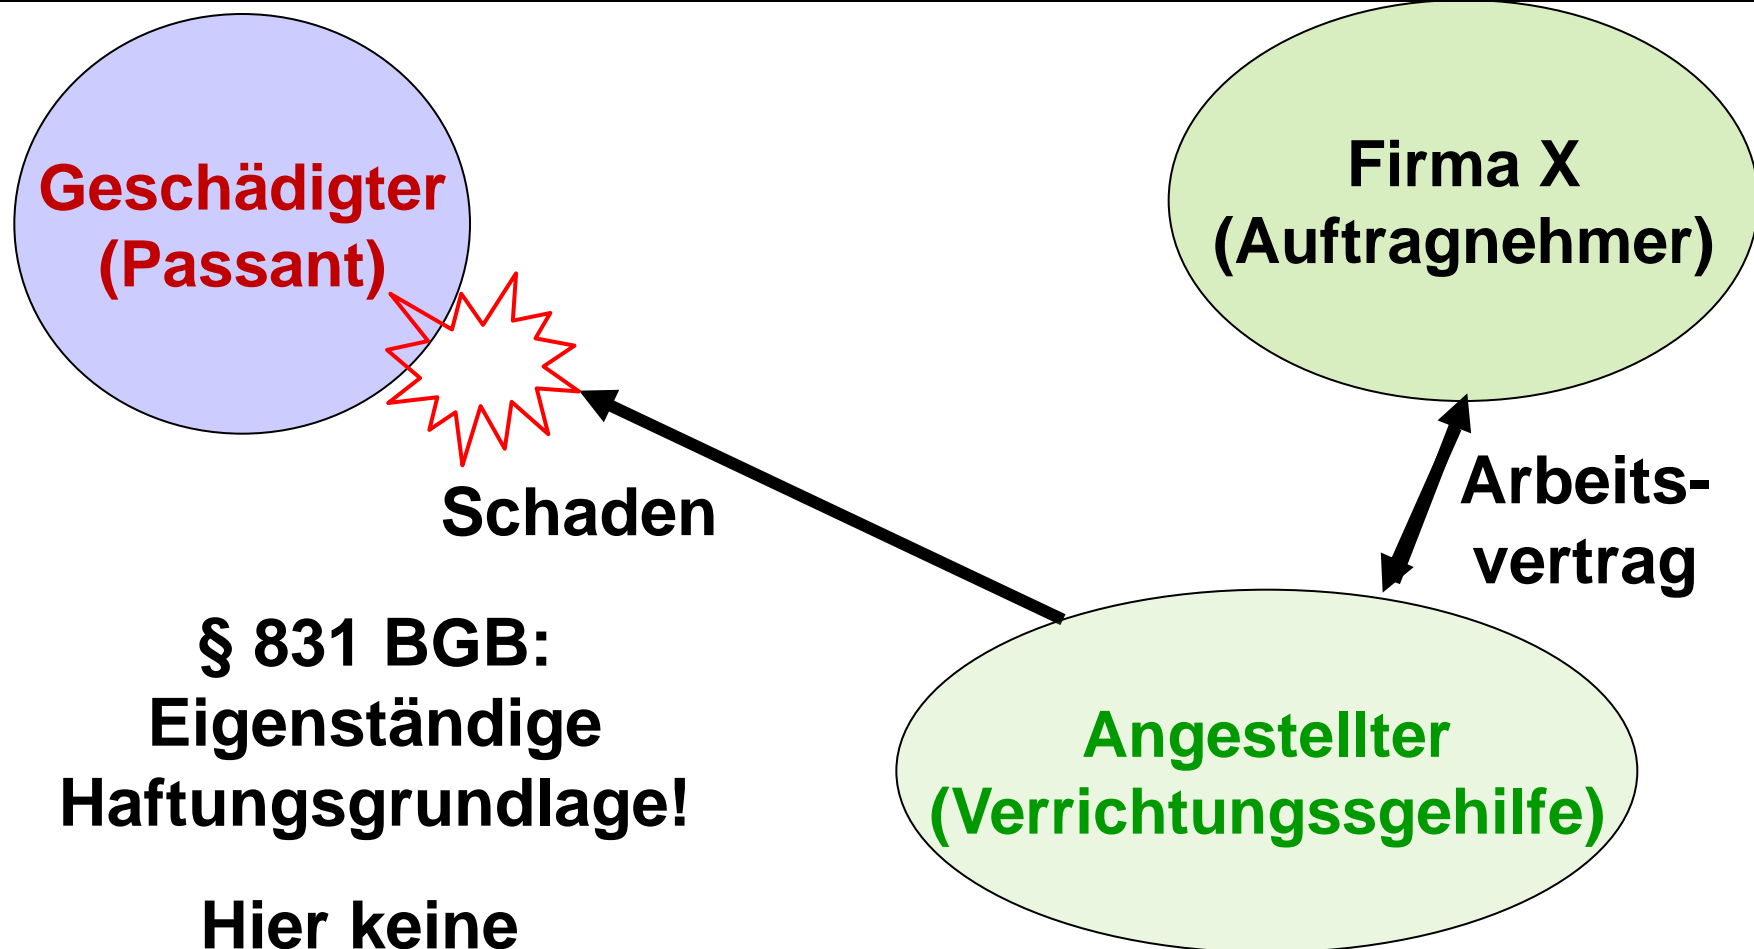 Geschädigter
(Passant)
Firma X
(Auftragnehmer)
Schaden
Arbeits-
vertrag
§ 831 BGB:
Eigenständige
Haftungsgrundlage!
Hier keine
Angestellter
(Verrichtungssgehilfe)